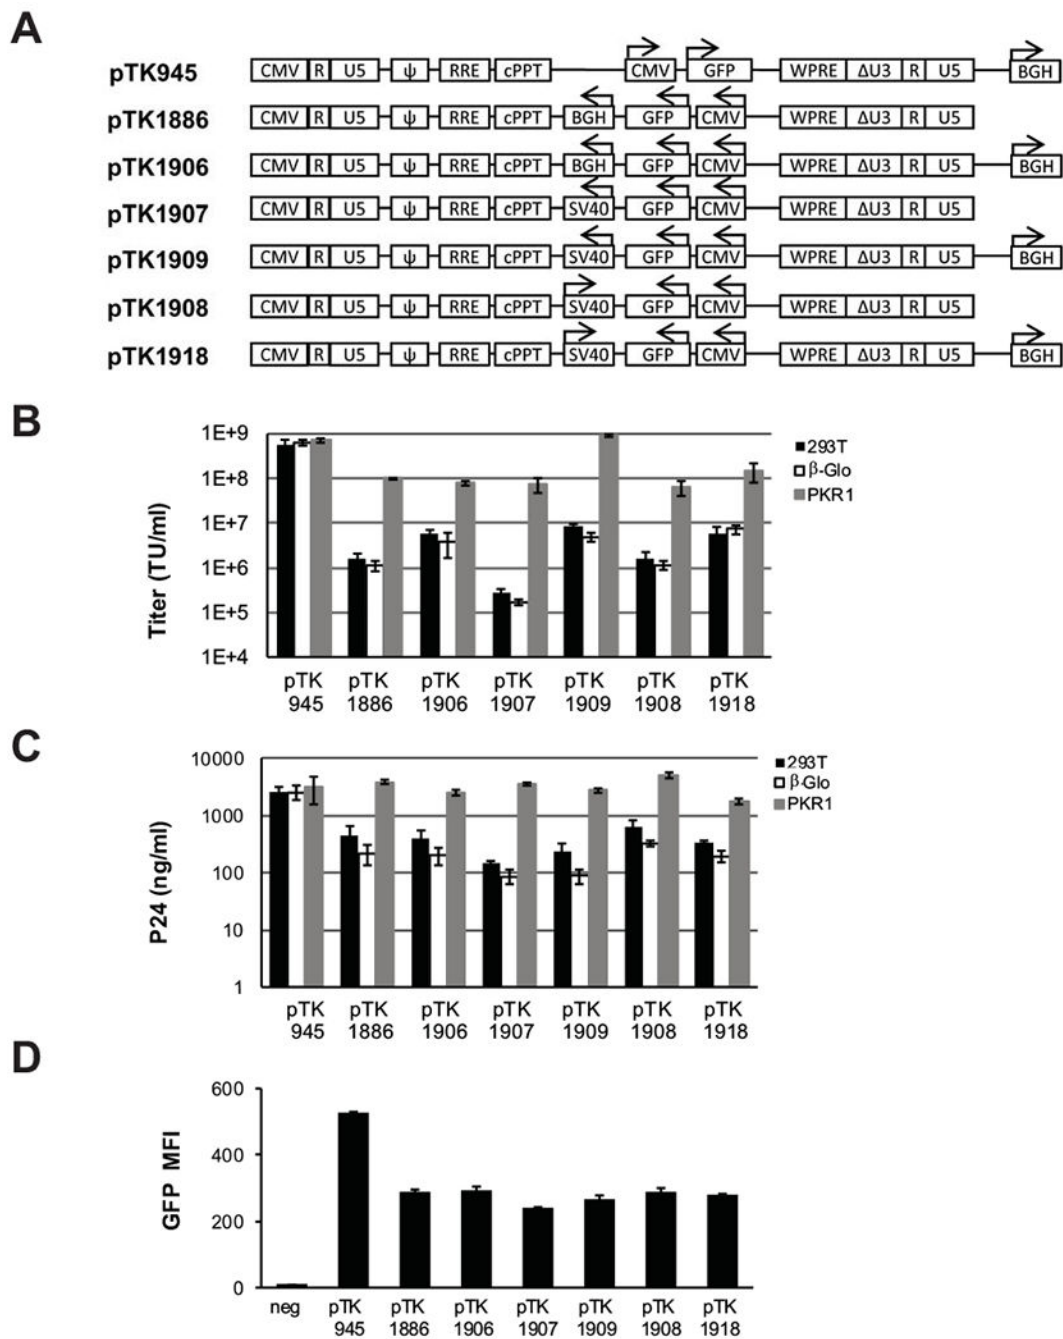 A
pTK945 CMV R U5 ψ RRE cPPT CMV GFP WPRE ΔU3 R U5 BGH
pTK1886 CMV R U5 ψ RRE cPPT BGH GFP CMV WPRE ΔU3 R U5
pTK1906 CMV R U5 ψ RRE cPPT BGH GFP CMV WPRE ΔU3 R U5 BGH
pTK1907 CMV R U5 ψ RRE cPPT SV40 GFP CMV WPRE ΔU3 R U5
pTK1909 CMV R U5 ψ RRE cPPT SV40 GFP CMV WPRE ΔU3 R U5 BGH
pTK1908 CMV R U5 ψ RRE cPPT SV40 GFP CMV WPRE ΔU3 R U5
pTK1918 CMV R U5 ψ RRE cPPT SV40 GFP CMV WPRE ΔU3 R U5 BGH
B
Titer (TU/ml)
1E+9
1E+8
1E+7
1E+6
1E+5
1E+4
293T
β-Glo
PKR1
pTK pTK pTK pTK pTK pTK pTK
945 1886 1906 1907 1909 1908 1918
C
P24 (ng/ml)
10000
1000
100
10
1
293T
β-Glo
PKR1
pTK pTK pTK pTK pTK pTK pTK
945 1886 1906 1907 1909 1908 1918
D
GFP MFI
600
400
200
0
neg pTK pTK pTK pTK pTK pTK pTK
945 1886 1906 1907 1909 1908 1918